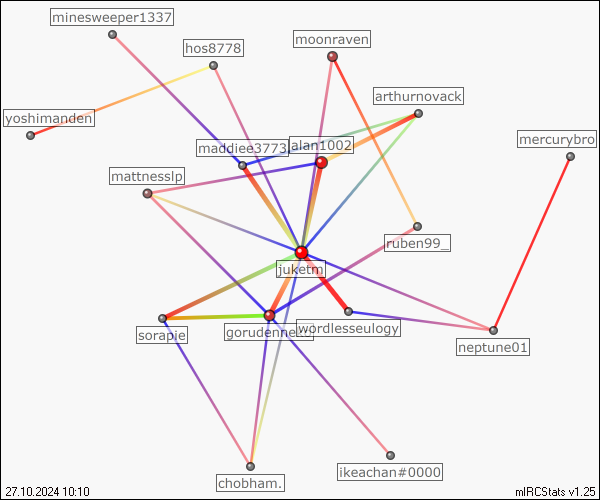 minesweeper1337
hos8778
moonraven
arthurnovack
yoshimanden
mercurybro
maddiee3773
alan1002
mattnesslp
ruben99_
juketm
sorapie
wordlesseulogy
neptune01
chobham.
ikeachan#0000
27.10.2024 10:10
mIRCStats v1.25